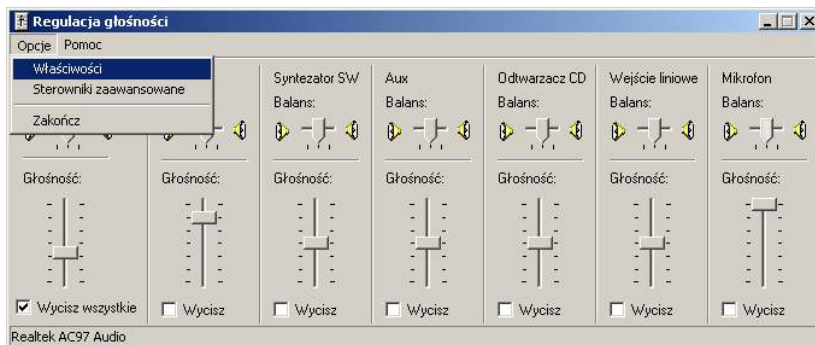 Regulacja głośności
Opcje Pomoc
Właściwości
Sterowniki zaawansowane
Zakończ
Syntezator SW Aux Odtwarzacz CD Wejście liniowe Mikrofon
Balans: Balans: Balans: Balans: Balans:
Głośność: Głośność: Głośność: Głośność: Głośność: Głośność: Głośność:
Wycisz wszystkie Wycisz Wycisz Wycisz Wycisz Wycisz Wycisz
Realtek AC97 Audio